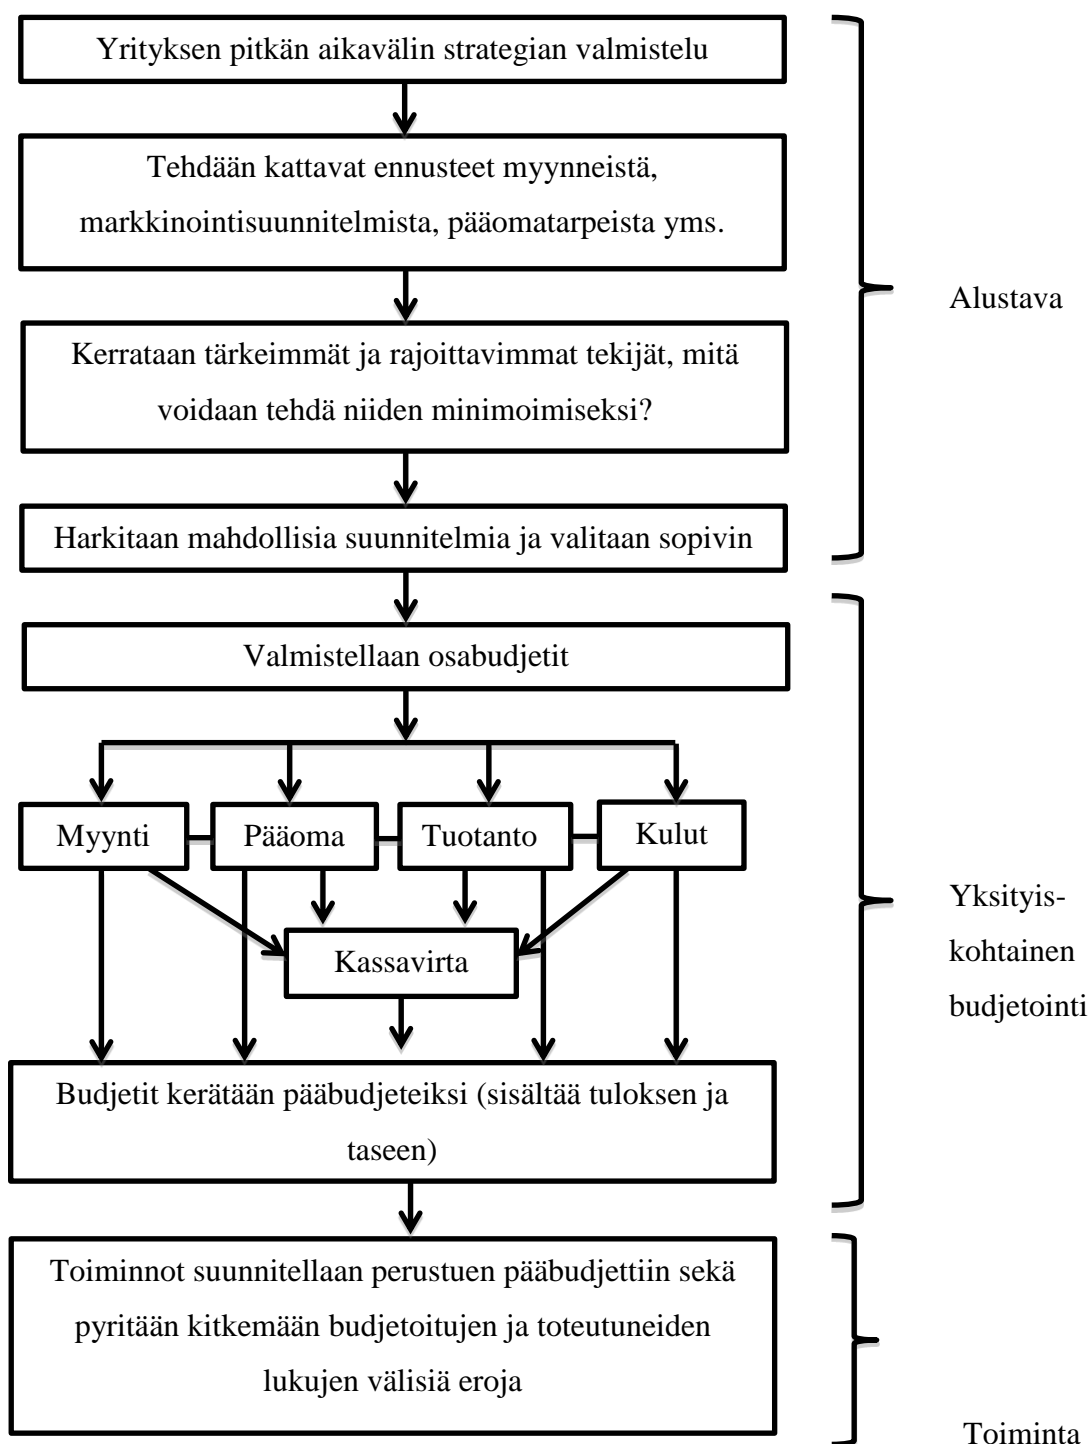 Yrityksen pitkän aikavälin strategian valmistelu
Tehdään kattavat ennusteet myynneistä,
markkinointisuunnitelmista, pääomatarpeista yms.
Alustava
Kerrataan tärkeimmät ja rajoittavimmat tekijät, mitä
voidaan tehdä niiden minimoimiseksi?
Harkitaan mahdollisia suunnitelmia ja valitaan sopivin
Valmistellaan osabudjetit
Myynti
Pääoma
Tuotanto
Kulut
Kassavirta
Yksityis-
kohtainen
budjetointi
Budjetit kerätään pääbudjeteiksi (sisältää tuloksen ja
taseen)
Toiminnot suunnitellaan perustuen pääbudjettiin sekä
pyritään kitkemään budjetoitujen ja toteutuneiden
lukujen välisiä eroja
Toiminta